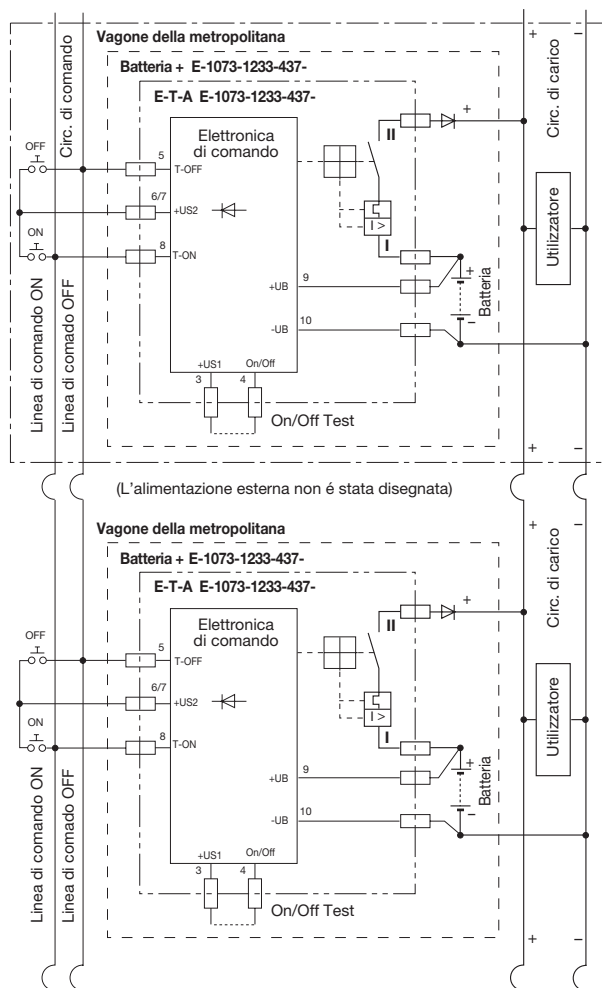 Vagone della metropolitana
Batteria + E-1073-1233-437-
E-T-A E-1073-1233-437-
Circ. di comando
OFF
ON
Linea di comando ON
Linea di comado OFF
Elettronica
di comando
5
T-OFF
6/7
+US2
8
T-ON
9
+UB
10
-UB
+US1
On/Off
3
4
On/Off Test
II
I >
I
+
+
-
Batteria
+
-
Circ. di carico
Utilizzatore
+
-
(L'alimentazione esterna non é stata disegnata)
Vagone della metropolitana
Batteria + E-1073-1233-437-
E-T-A E-1073-1233-437-
OFF
ON
Linea di comando ON
Linea di comado OFF
Elettronica
di comando
5
T-OFF
6/7
+US2
8
T-ON
9
+UB
10
-UB
+US1
On/Off
3
4
On/Off Test
II
I >
I
+
+
-
Batteria
+
-
Circ. di carico
Utilizzatore
+
-